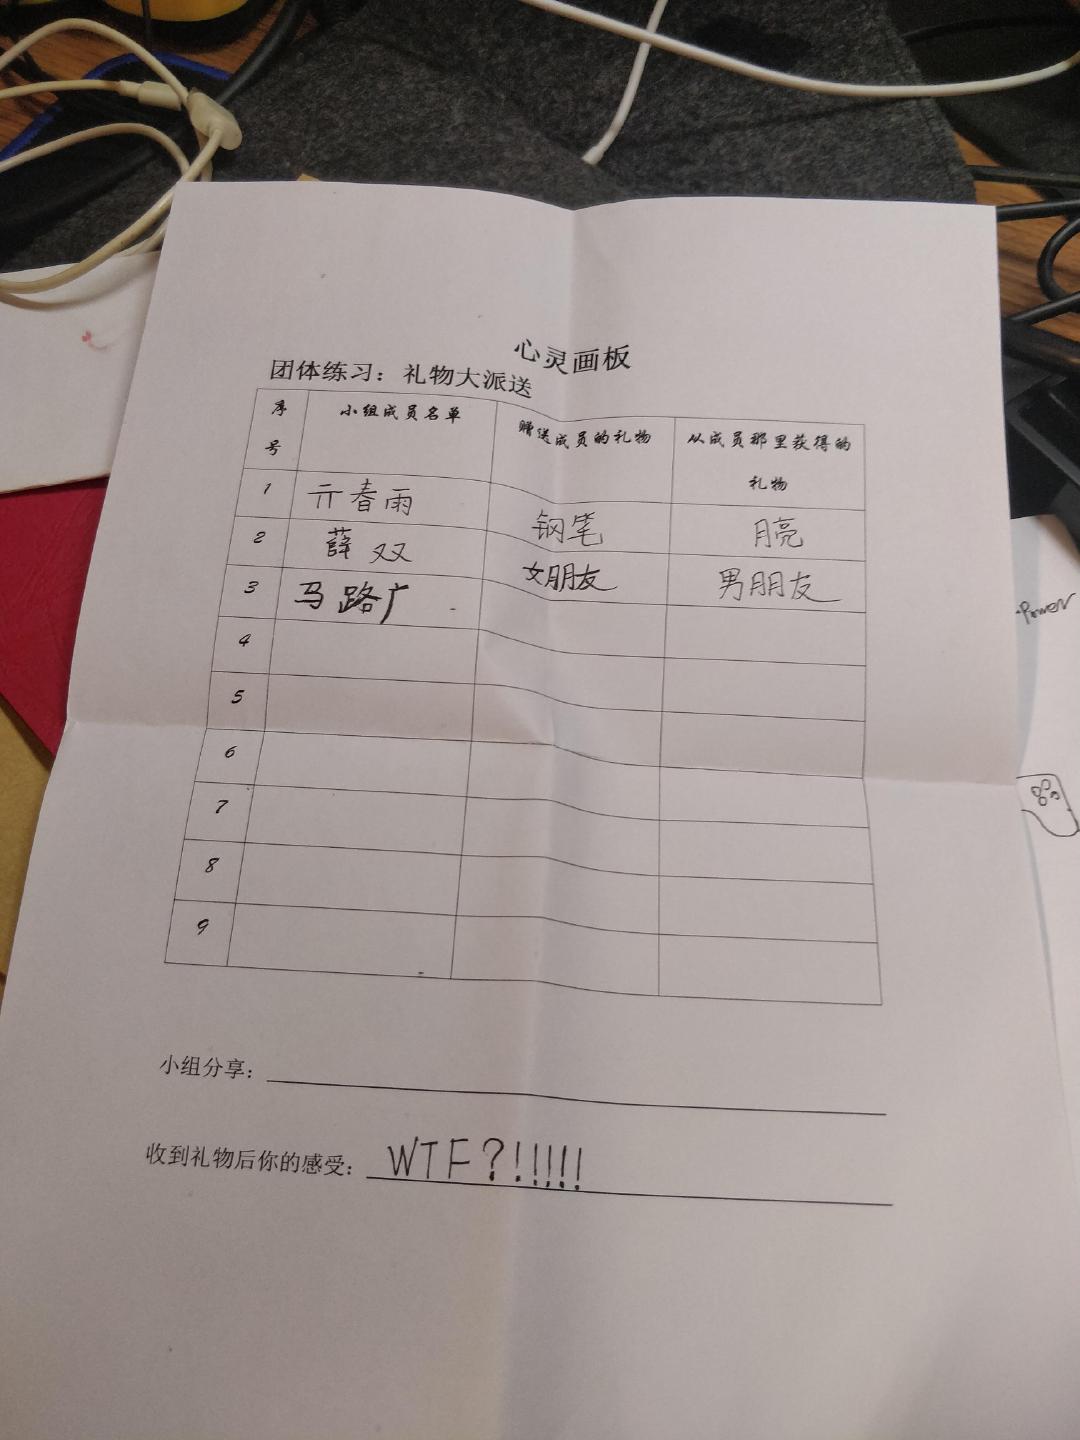 心灵画板
团体练习：礼物大派送
序号 小组成员名单 赠送成员的礼物 从成员那里获得的礼物
1 亓春雨 钢笔 月亮
2 薛双 女朋友 男朋友
3 马路广
4
5
6
7
8
9
小组分享：
收到礼物后你的感受：WTF?!!!!!
Power